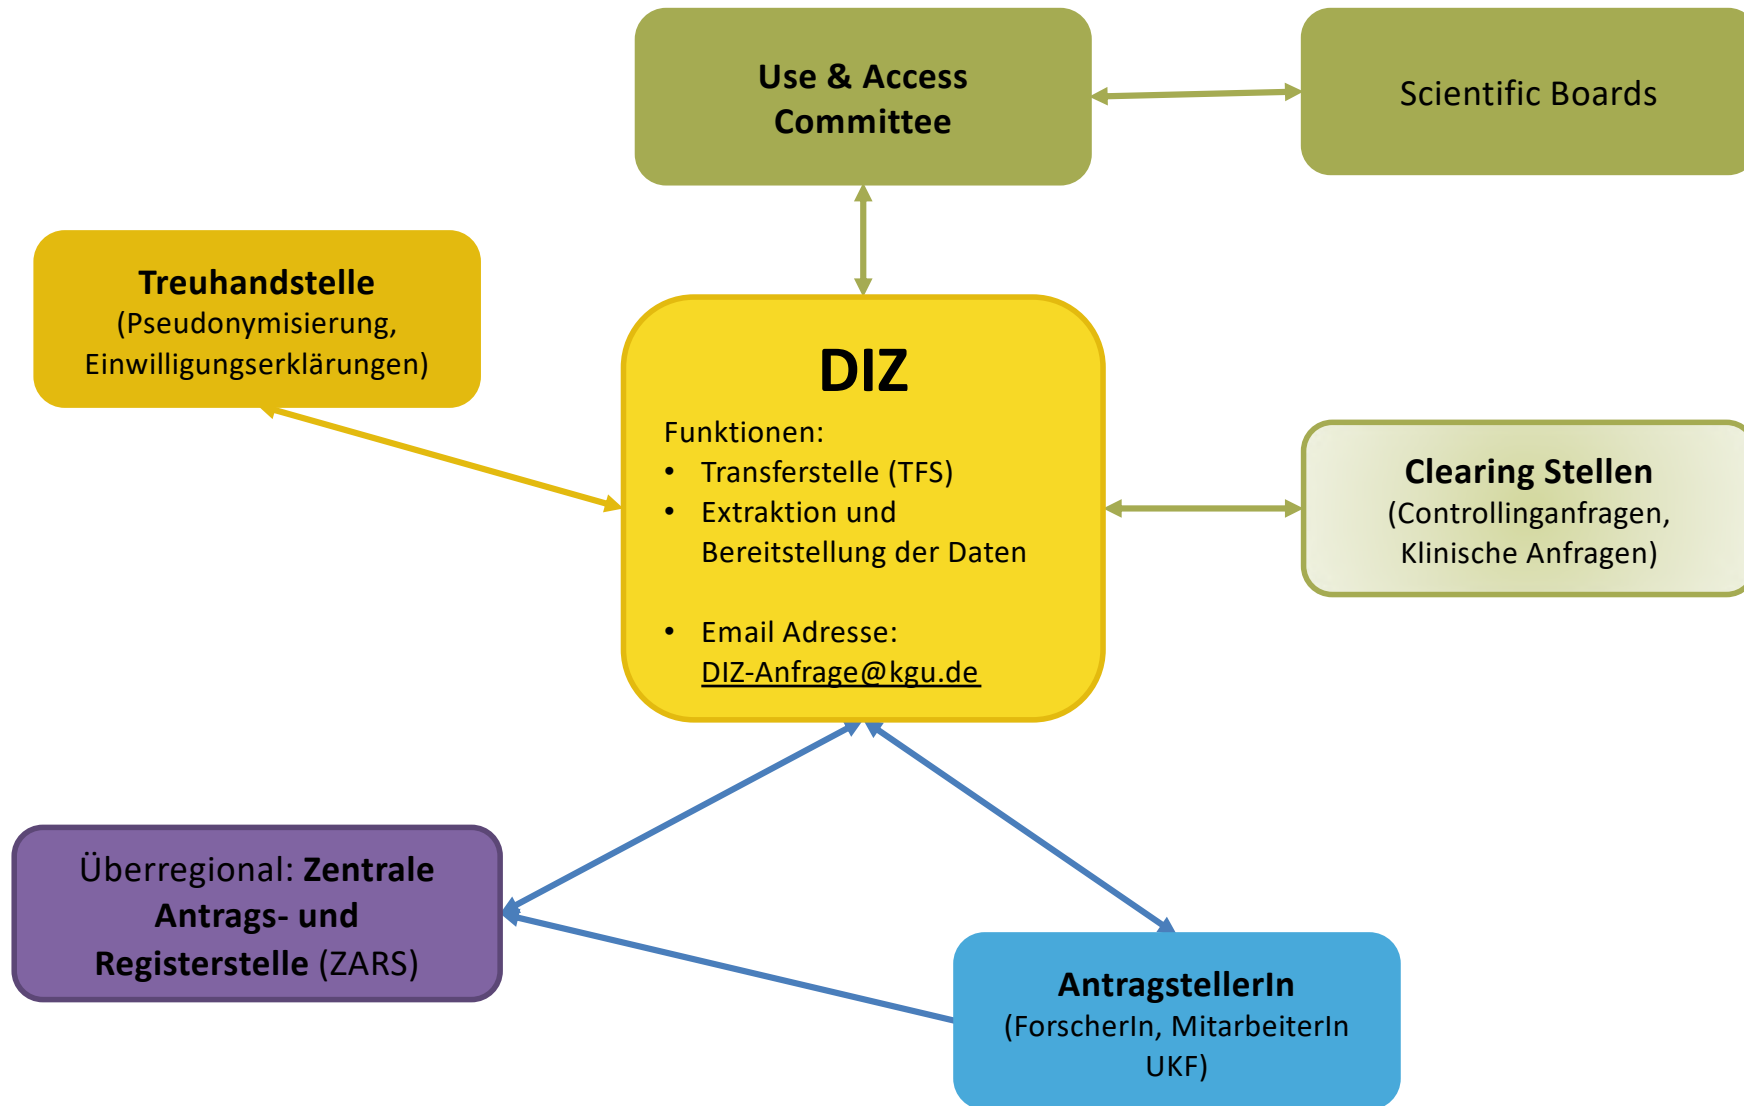 Use & Access
Committee
Scientific Boards
Treuhandstelle
(Pseudonymisierung,
Einwilligungserklärungen)
DIZ
Funktionen:
• Transferstelle (TFS)
• Extraktion und
Bereitstellung der Daten
• Email Adresse:
DIZ-Anfrage@kgu.de
Clearing Stellen
(Controllinganfragen,
Klinische Anfragen)
Überregional: Zentrale
Antrags- und
Registerstelle (ZARS)
AntragstellerIn
(ForscherIn, MitarbeiterIn
UKF)